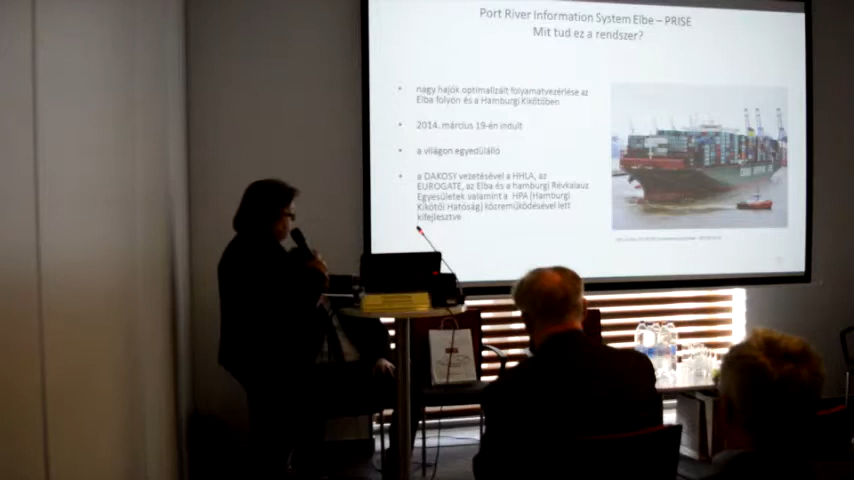 Port River Information System Elbe – PRISE
Mit tud ez a rendszer?
• nagy hajók optimalizált folyamatvezérlése az
Elba folyón és a Hamburgi Kikötőben
• 2014. március 19-én indult
• a világon egyedülálló
• a DAKOSY vezetésével a HHLA, az
EUROGATE, az Elba és a hamburgi Révkalauz
Egyesületek valamint a HPA (Hamburgi
Kikötői Hatóság) közreműködésével lett
kifejlesztve